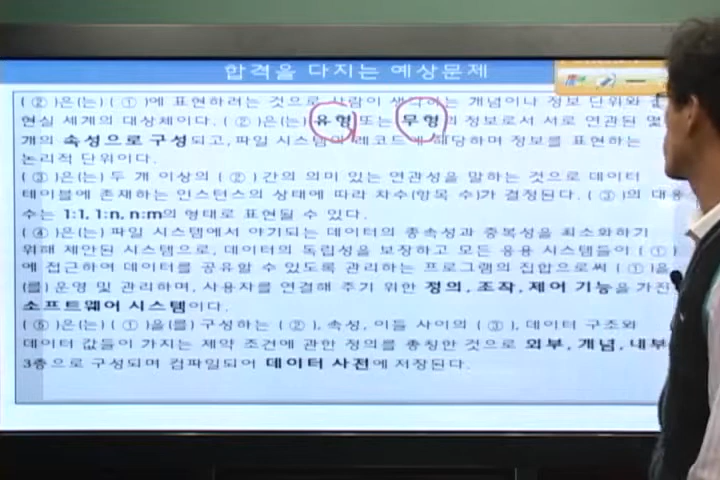 합격을 다지는 예상문제
( ② )은(는) ( ① )에 표현하려는 것으로 사람이 생각하는 개념이나 정보 단위와 같은
현실 세계의 대상체이다. ( ② )은(는) 유형 또는 무형의 정보로서 서로 연관된 몇
개의 속성으로 구성되고, 파일 시스템의 레코드에 해당하며 정보를 표현하는
논리적 단위이다.
( ③ )은(는) 두 개 이상의 ( ② ) 간의 의미 있는 연관성을 말하는 것으로 데이터
테이블에 존재하는 인스턴스의 상태에 따라 차수(항목 수)가 결정된다. ( ③ )의 대응
수는 1:1, 1:n, n:m의 형태로 표현될 수 있다.
( ④ )은(는) 파일 시스템에서 야기되는 데이터의 종속성과 중복성을 최소화하기
위해 제안된 시스템으로, 데이터의 독립성을 보장하고 모든 응용 시스템들이 ( ① )
에 접근하여 데이터를 공유할 수 있도록 관리하는 프로그램의 집합으로써 ( ① )을
(를) 운영 및 관리하며, 사용자를 연결해 주기 위한 정의, 조작, 제어 기능을 가진
소프트웨어 시스템이다.
( ⑤ )은(는) ( ① )을(를) 구성하는 ( ② ), 속성, 이들 사이의 ( ③ ), 데이터 구조와
데이터 값들이 가지는 제약 조건에 관한 정의를 총칭한 것으로 외부, 개념, 내부
3층으로 구성되며 컴파일되어 데이터 사전에 저장된다.